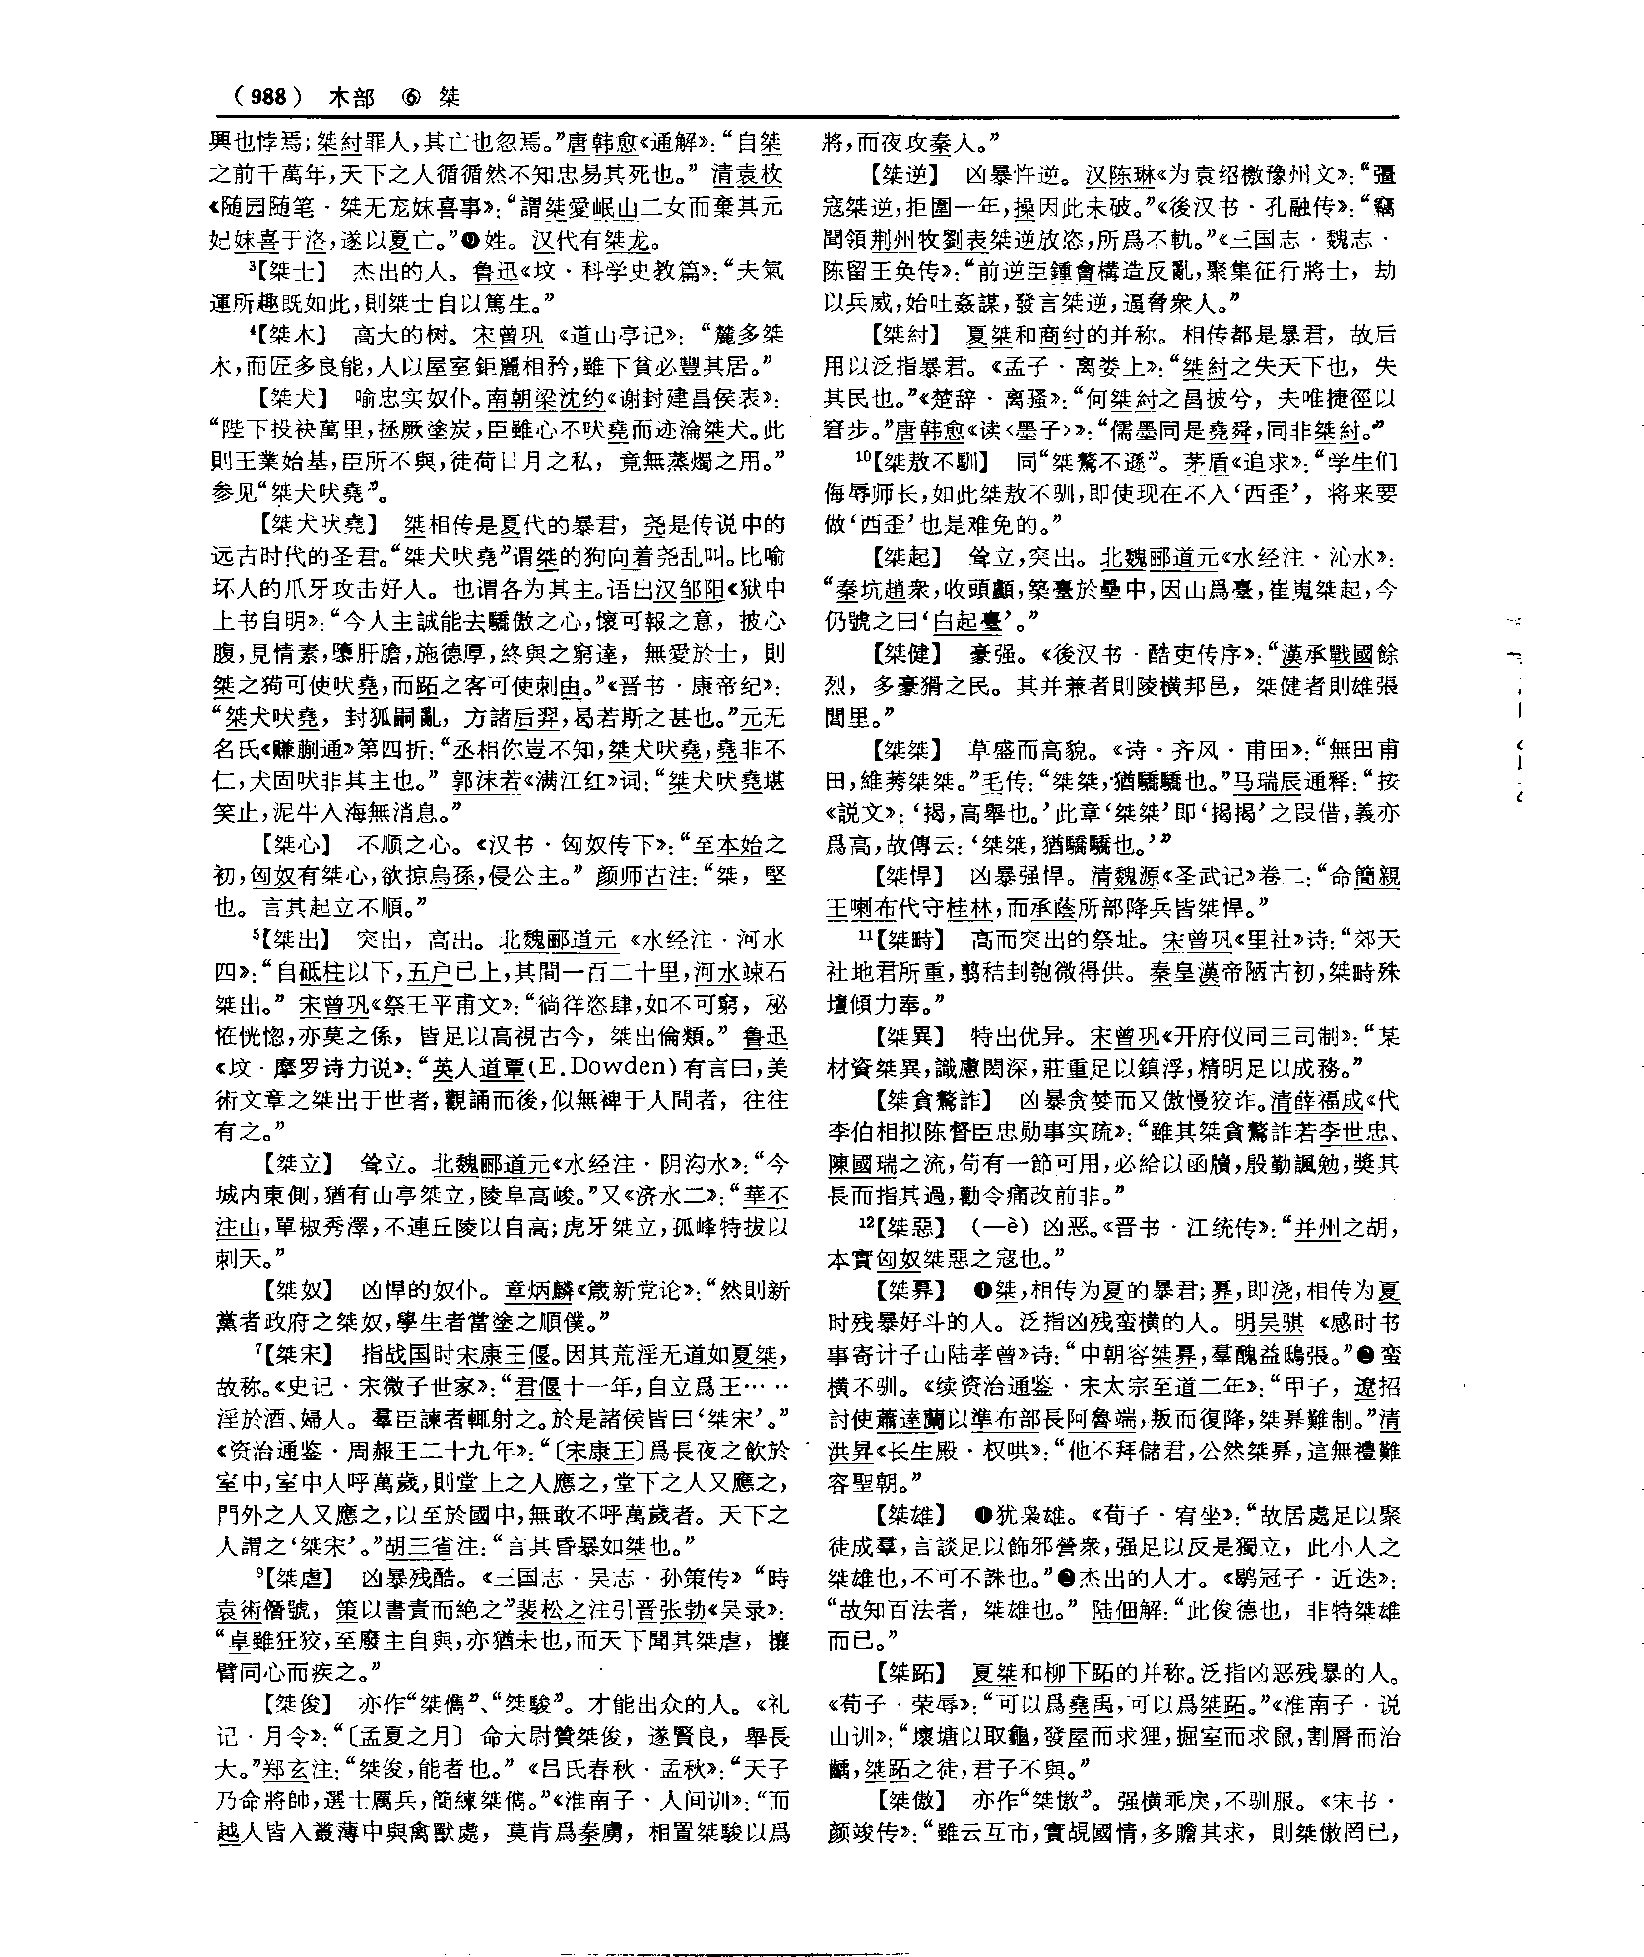 （988） 木部 ⑥ 桀
興也悖焉；桀紂罪人，其亡也忽焉。”唐韩愈《通解》：“自桀
之前千萬年，天下之人循循然不知忠易其死也。” 清袁枚
《随园随笔·桀无宠妹喜事》：“謂桀愛岷山二女而棄其元
妃妹喜于洛，遂以夏亡。”❾姓。汉代有桀龙。
³【桀士】 杰出的人。鲁迅《坟·科学史教篇》：“夫氣
運所趣既如此，則桀士自以篤生。”
⁴【桀木】 高大的树。宋曾巩《道山亭记》：“麓多桀
木，而匠多良能，人以屋室鉅麗相矜，雖下貧必豐其居。”
【桀犬】 喻忠实奴仆。南朝梁沈约《谢封建昌侯表》：
“陛下投袂萬里，拯厥塗炭，臣雖心不吠堯而迹淪桀犬。此
則王業始基，臣所不與，徒荷日月之私，竟無蒸燭之用。”
参见“桀犬吠堯”。
【桀犬吠堯】 桀相传是夏代的暴君，尧是传说中的
远古时代的圣君。“桀犬吠堯”谓桀的狗向着尧乱叫。比喻
坏人的爪牙攻击好人。也谓各为其主。语出汉邹阳《狱中
上书自明》：“今人主誠能去驕傲之心，懷可報之意，披心
腹，見情素，墮肝膽，施德厚，終與之窮達，無愛於士，則
桀之狗可使吠堯，而跖之客可使刺由。”《晋书·康帝纪》：
“桀犬吠堯，封狐嗣亂，方諸后羿，曷若斯之甚也。”元无
名氏《赚蒯通》第四折：“丞相你豈不知，桀犬吠堯，堯非不
仁，犬固吠非其主也。” 郭沫若《满江红》词：“桀犬吠堯堪
笑止，泥牛入海無消息。”
【桀心】 不顺之心。《汉书·匈奴传下》：“至本始之
初，匈奴有桀心，欲掠烏孫，侵公主。” 颜师古注：“桀，堅
也。言其起立不順。”
⁵【桀出】 突出，高出。北魏郦道元《水经注·河水
四》：“自砥柱以下，五户已上，其間一百二十里，河水竦石
桀出。” 宋曾巩《祭王平甫文》：“徜徉恣肆，如不可窮，祕
恠恍惚，亦莫之係，皆足以高視古今，桀出倫類。” 鲁迅
《坟·摩罗诗力说》：“英人道覃（E.Dowden）有言曰，美
術文章之桀出于世者，觀誦而後，似無裨于人間者，往往
有之。”
【桀立】 耸立。北魏郦道元《水经注·阴沟水》：“今
城内東側，猶有山亭桀立，陵阜高峻。”又《济水二》：“華不
注山，單椒秀澤，不連丘陵以自高；虎牙桀立，孤峰特拔以
刺天。”
【桀奴】 凶悍的奴仆。章炳麟《箴新党论》：“然則新
黨者政府之桀奴，學生者當塗之順僕。”
⁷【桀宋】 指战国时宋康王偃。因其荒淫无道如夏桀，
故称。《史记·宋微子世家》：“君偃十一年，自立爲王……
淫於酒、婦人。羣臣諫者輒射之。於是諸侯皆曰‘桀宋’。”
《资治通鉴·周赧王二十九年》：“〔宋康王〕爲長夜之飲於
室中，室中人呼萬歲，則堂上之人應之，堂下之人又應之，
門外之人又應之，以至於國中，無敢不呼萬歲者。天下之
人謂之‘桀宋’。”胡三省注：“言其昏暴如桀也。”
⁹【桀虐】 凶暴残酷。《三国志·吴志·孙策传》“時
袁術僭號，策以書責而絶之”裴松之注引晋张勃《吴录》：
“卓雖狂狡，至廢主自與，亦猶未也，而天下聞其桀虐，攘
臂同心而疾之。”
【桀俊】 亦作“桀儁”、“桀駿”。才能出众的人。《礼
记·月令》：“〔孟夏之月〕命大尉贊桀俊，遂賢良，舉長
大。”郑玄注：“桀俊，能者也。” 《吕氏春秋·孟秋》：“天子
乃命將帥，選士厲兵，簡練桀儁。”《淮南子·人间训》：“而
越人皆入叢薄中與禽獸處，莫肯爲秦虜，相置桀駿以爲
將，而夜攻秦人。”
【桀逆】 凶暴忤逆。汉陈琳《为袁绍檄豫州文》：“彊
寇桀逆，拒圍一年，操因此未破。”《後汉书·孔融传》：“竊
聞領荆州牧劉表桀逆放恣，所爲不軌。”《三国志·魏志·
陈留王奂传》：“前逆臣鍾會構造反亂，聚集征行將士，劫
以兵威，始吐姦謀，發言桀逆，逼脅衆人。”
【桀紂】 夏桀和商纣的并称。相传都是暴君，故后
用以泛指暴君。《孟子·离娄上》：“桀紂之失天下也，失
其民也。”《楚辞·离骚》：“何桀紂之昌披兮，夫唯捷徑以
窘步。”唐韩愈《读〈墨子〉》：“儒墨同是堯舜，同非桀紂。”
¹⁰【桀敖不馴】 同“桀驁不遜”。茅盾《追求》：“学生们
侮辱师长，如此桀敖不驯，即使现在不入‘西歪’，将来要
做‘西歪’也是难免的。”
【桀起】 耸立，突出。北魏郦道元《水经注·沁水》：
“秦坑趙衆，收頭顱，築臺於壘中，因山爲臺，崔嵬桀起，今
仍號之曰‘白起臺’。”
【桀健】 豪强。《後汉书·酷吏传序》：“漢承戰國餘
烈，多豪猾之民。其并兼者則陵横邦邑，桀健者則雄張
閭里。”
【桀桀】 草盛而高貌。《诗·齐风·甫田》：“無田甫
田，維莠桀桀。”毛传：“桀桀，猶驕驕也。”马瑞辰通释：“按
《説文》：‘揭，高舉也。’此章‘桀桀’即‘揭揭’之叚借，義亦
爲高，故傳云：‘桀桀，猶驕驕也。’”
【桀悍】 凶暴强悍。清魏源《圣武记》卷二：“命簡親
王喇布代守桂林，而承蔭所部降兵皆桀悍。”
¹¹【桀畤】 高而突出的祭址。宋曾巩《里社》诗：“郊天
社地君所重，翦秸封匏微得供。秦皇漢帝陋古初，桀畤殊
壇傾力奉。”
【桀異】 特出优异。宋曾巩《开府仪同三司制》：“某
材資桀異，識慮閎深，莊重足以鎮浮，精明足以成務。”
【桀貪驁詐】 凶暴贪婪而又傲慢狡诈。清薛福成《代
李伯相拟陈督臣忠勋事实疏》：“雖其桀貪驁詐若李世忠、
陳國瑞之流，苟有一節可用，必給以函牘，殷勤諷勉，獎其
長而指其過，勸令痛改前非。”
¹²【桀惡】 （—è）凶恶。《晋书·江统传》：“并州之胡，
本實匈奴桀惡之寇也。”
【桀奡】 ❶桀，相传为夏的暴君；奡，即浇，相传为夏
时残暴好斗的人。泛指凶残蛮横的人。明吴骐《感时书
事寄计子山陆孝曾》诗：“中朝容桀奡，羣醜益鴟張。”❷蛮
横不驯。《续资治通鉴·宋太宗至道二年》：“甲子，遼招
討使蕭達蘭以準布部長阿魯端，叛而復降，桀奡難制。”清
洪昇《长生殿·权哄》：“他不拜儲君，公然桀奡，這無禮難
容聖朝。”
【桀雄】 ❶犹枭雄。《荀子·宥坐》：“故居處足以聚
徒成羣，言談足以飾邪營衆，强足以反是獨立，此小人之
桀雄也，不可不誅也。”❷杰出的人才。《鹖冠子·近迭》：
“故知百法者，桀雄也。” 陆佃解：“此俊德也，非特桀雄
而已。”
【桀跖】 夏桀和柳下跖的并称。泛指凶恶残暴的人。
《荀子·荣辱》：“可以爲堯禹，可以爲桀跖。”《淮南子·说
山训》：“壞塘以取龜，發屋而求狸，掘室而求鼠，割脣而治
齲，桀跖之徒，君子不與。”
【桀傲】 亦作“桀慠”。强横乖戾，不驯服。《宋书·
颜竣传》：“雖云互市，實覘國情，多贍其求，則桀傲罔已，